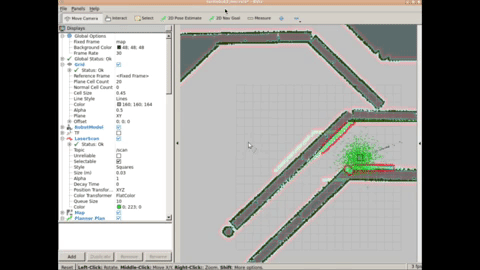 File Panels Help
Move Camera Interact Select 2D Pose Estimate 2D Nav Goal Measure
Displays
Global Options
Fixed Frame map
Background Color 48; 48; 48
Frame Rate 30
Global Status: Ok
Grid
Status: Ok
Reference Frame <Fixed Frame>
Plane Cell Count 20
Normal Cell Count 0
Cell Size 0.45
Line Style Lines
Color 160; 160; 164
Alpha 0.5
Plane XY
Offset 0; 0; 0
RobotModel
TF
LaserScan
Status: Ok
Topic /scan
Unreliable
Selectable
Style Squares
Size (m) 0.03
Alpha 1
Decay Time 0
Position Transfor... XYZ
Color Transformer FlatColor
Queue Size 10
Color 0; 223; 0
Map
Planner Plan
Add Duplicate Remove Rename
Reset Left-Click: Rotate. Middle-Click: Move X/Y. Right-Click: Zoom. Shift: More options.